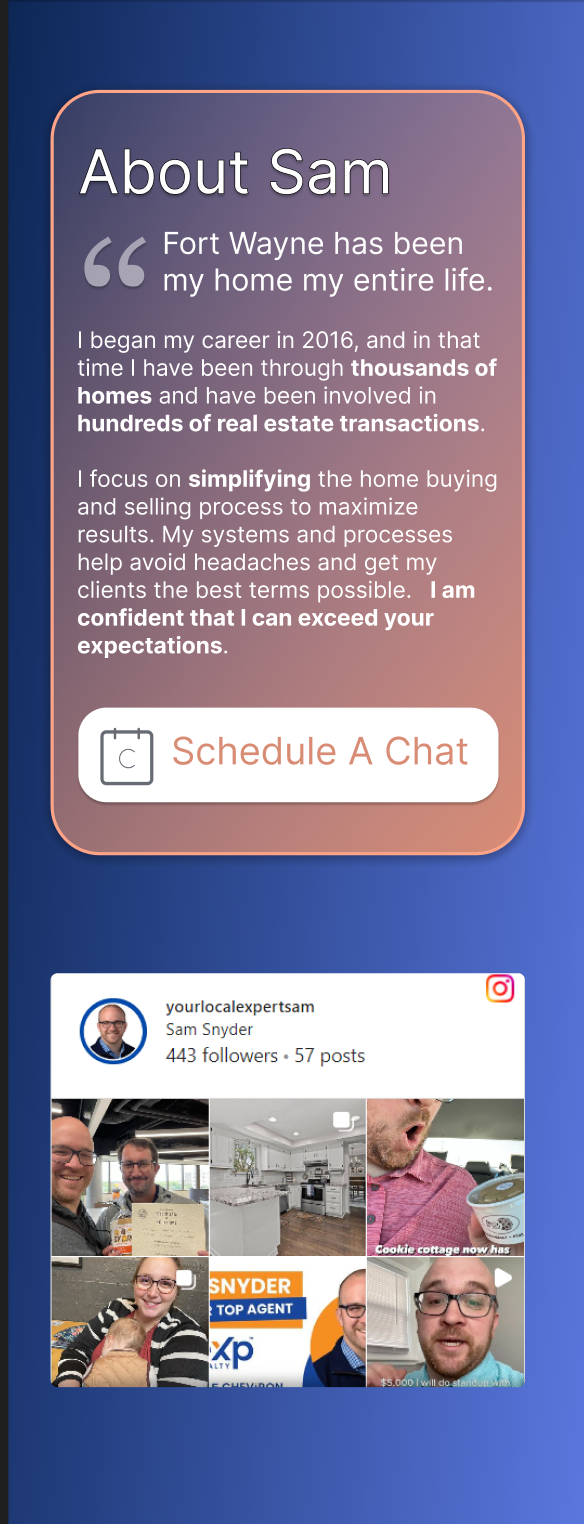 About Sam
“ Fort Wayne has been
my home my entire life.
I began my career in 2016, and in that
time I have been through thousands of
homes and have been involved in
hundreds of real estate transactions.
I focus on simplifying the home buying
and selling process to maximize
results. My systems and processes
help avoid headaches and get my
clients the best terms possible. I am
confident that I can exceed your
expectations.
C
Schedule A Chat
yourlocalexpertsam
Sam Snyder
443 followers • 57 posts
Cookie cottage now has
SNYDER
TOP AGENT
xp
ALTY
$5,000 I will do standup with